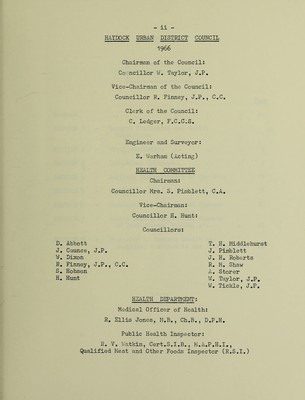 - ii -
HAYDOCK URBAN DISTRICT COUNCIL
1966
Chairman of the Council:
Councillor W. Taylor, J.P.
Vice-Chairman of the Council:
Councillor R. Finney, J.P., C.C.
Clerk of the Council:
C. Ledger, F.C.C.S.
Engineer and Surveyor:
E. Warham (Acting)
HEALTH COMMITTEE
Chairman:
Councillor Mrs. S. Pimblett, C.A.
Vice-Chairman:
Councillor H. Hunt:
Councillors:
D. Abbott
J. Caunce, J.P.
W. Dixon
R. Finney, J.P., C.C.
S. Hobson
H. Hunt
T. H. Middlehurst
J. Pimblett
J. H. Roberts
R. M. Shaw
A. Storer
W. Taylor, J.P.
W. Tickle, J.P.
HEALTH DEPARTMENT:
Medical Officer of Health:
R. Ellis Jones, M.B., Ch.B., D.P.H.
Public Health Inspector:
E. V. Watkin, Cert.S.I.B., M.A.P.H.I.,
Qualified Meat and Other Foods Inspector (R.S.I.)